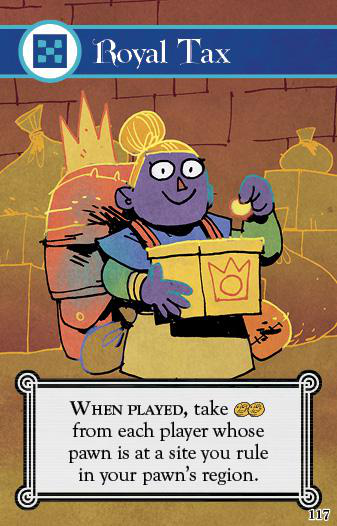 Royal Tax
WHEN PLAYED, take
from each player whose
pawn is at a site you rule
in your pawn's region.
117